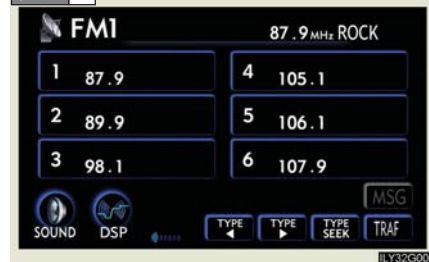 FM1
87.9 MHz ROCK
1 87.9
2 89.9
3 98.1
4 105.1
5 106.1
6 107.9
MSG
SOUND
DSP
TYPE ◀
TYPE ▶
TYPE SEEK
TRAF
ILY32G00